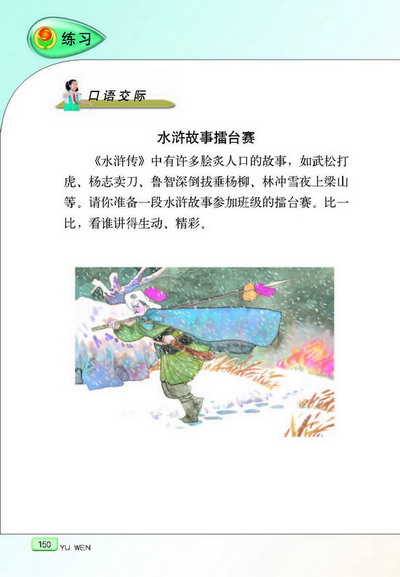 练习
口语交际
水浒故事擂台赛
《水浒传》中有许多脍炙人口的故事，如武松打
虎、杨志卖刀、鲁智深倒拔垂杨柳、林冲雪夜上梁山
等。请你准备一段水浒故事参加班级的擂台赛。比一
比，看谁讲得生动、精彩。
150
YU WEN